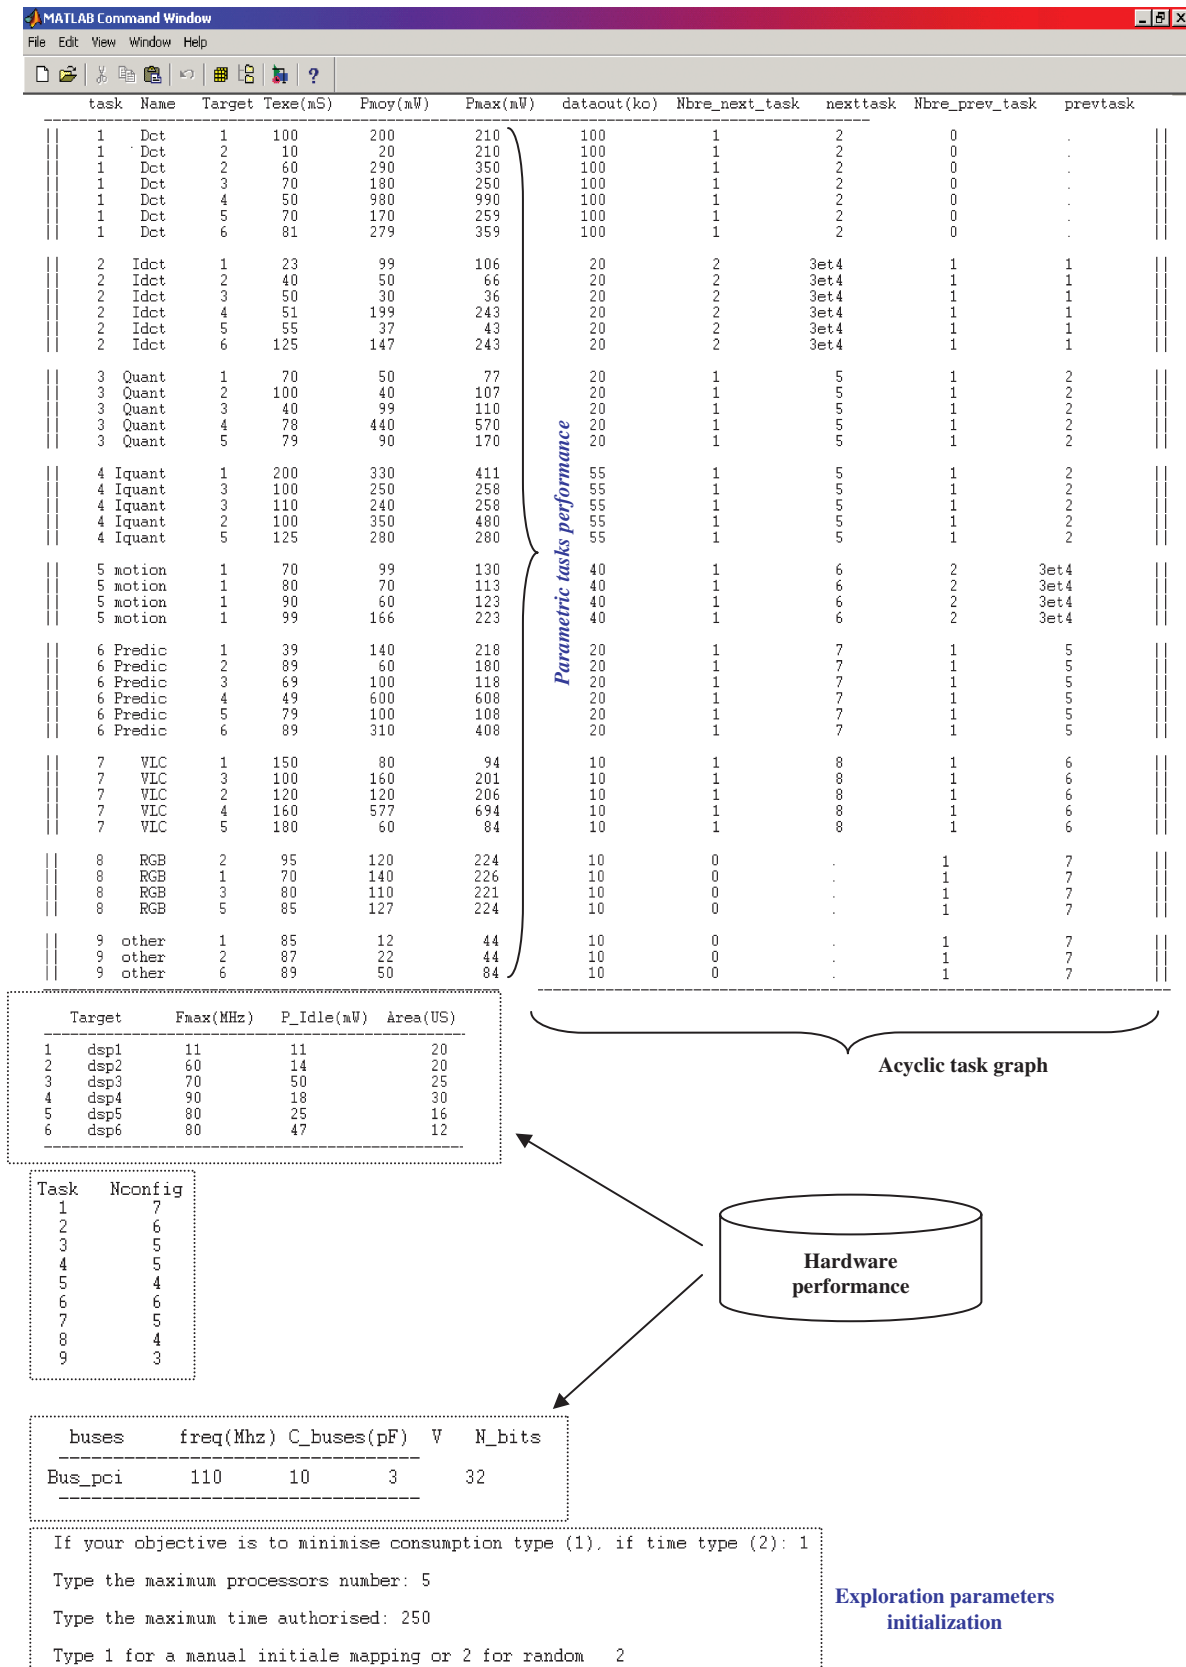 MATLAB Command Window
File Edit View Window Help
task Name Target Texe(mS) Pmoy(mW) Pmax(mW) dataout(ko) Nbre_next_task nexttask Nbre_prev_task prevtask
|| 1 Dct 1 100 200 210 100 1 2 0 . ||
|| 1 Dct 2 10 20 210 100 1 2 0 . ||
|| 1 Dct 2 60 290 350 100 1 2 0 . ||
|| 1 Dct 3 70 180 250 100 1 2 0 . ||
|| 1 Dct 4 50 980 990 100 1 2 0 . ||
|| 1 Dct 5 70 170 259 100 1 2 0 . ||
|| 1 Dct 6 81 279 359 100 1 2 0 . ||
|| 2 Idct 1 23 99 106 20 2 3et4 1 1 ||
|| 2 Idct 2 40 50 66 20 2 3et4 1 1 ||
|| 2 Idct 3 50 30 36 20 2 3et4 1 1 ||
|| 2 Idct 4 51 199 243 20 2 3et4 1 1 ||
|| 2 Idct 5 55 37 43 20 2 3et4 1 1 ||
|| 2 Idct 6 125 147 243 20 2 3et4 1 1 ||
|| 3 Quant 1 70 50 77 20 1 5 1 2 ||
|| 3 Quant 2 100 40 107 20 1 5 1 2 ||
|| 3 Quant 3 40 99 110 20 1 5 1 2 ||
|| 3 Quant 4 78 440 570 20 1 5 1 2 ||
|| 3 Quant 5 79 90 170 20 1 5 1 2 ||
|| 4 Iquant 1 200 330 411 55 1 5 1 2 ||
|| 4 Iquant 3 100 250 258 55 1 5 1 2 ||
|| 4 Iquant 3 110 240 258 55 1 5 1 2 ||
|| 4 Iquant 2 100 350 480 55 1 5 1 2 ||
|| 4 Iquant 5 125 280 280 55 1 5 1 2 ||
|| 5 motion 1 70 99 130 40 1 6 2 3et4 ||
|| 5 motion 1 80 70 113 40 1 6 2 3et4 ||
|| 5 motion 1 90 60 123 40 1 6 2 3et4 ||
|| 5 motion 1 99 166 223 40 1 6 2 3et4 ||
|| 6 Predic 1 39 140 218 20 1 7 1 5 ||
|| 6 Predic 2 89 60 180 20 1 7 1 5 ||
|| 6 Predic 3 69 100 118 20 1 7 1 5 ||
|| 6 Predic 4 49 600 608 20 1 7 1 5 ||
|| 6 Predic 5 79 100 108 20 1 7 1 5 ||
|| 6 Predic 6 89 310 408 20 1 7 1 5 ||
|| 7 VLC 1 150 80 94 10 1 8 1 6 ||
|| 7 VLC 3 100 160 201 10 1 8 1 6 ||
|| 7 VLC 2 120 120 206 10 1 8 1 6 ||
|| 7 VLC 4 160 577 694 10 1 8 1 6 ||
|| 7 VLC 5 180 60 84 10 1 8 1 6 ||
|| 8 RGB 2 95 120 224 10 0 . 1 7 ||
|| 8 RGB 1 70 140 226 10 0 . 1 7 ||
|| 8 RGB 3 80 110 221 10 0 . 1 7 ||
|| 8 RGB 5 85 127 224 10 0 . 1 7 ||
|| 9 other 1 85 12 44 10 0 . 1 7 ||
|| 9 other 2 87 22 44 10 0 . 1 7 ||
|| 9 other 6 89 50 84 10 0 . 1 7 ||
Parametric tasks performance
Acyclic task graph
Target Fmax(MHz) P_Idle(mW) Area(US)
1 dsp1 11 11 20
2 dsp2 60 14 20
3 dsp3 70 50 25
4 dsp4 90 18 30
5 dsp5 80 25 16
6 dsp6 80 47 12
Task Nconfig
1 7
2 6
3 5
4 5
5 4
6 6
7 5
8 4
9 3
Hardware
performance
buses freq(Mhz) C_buses(pF) V N_bits
Bus_pci 110 10 3 32
If your objective is to minimise consumption type (1), if time type (2): 1
Type the maximum processors number: 5
Type the maximum time authorised: 250
Type 1 for a manual initiale mapping or 2 for random 2
Exploration parameters
initialization